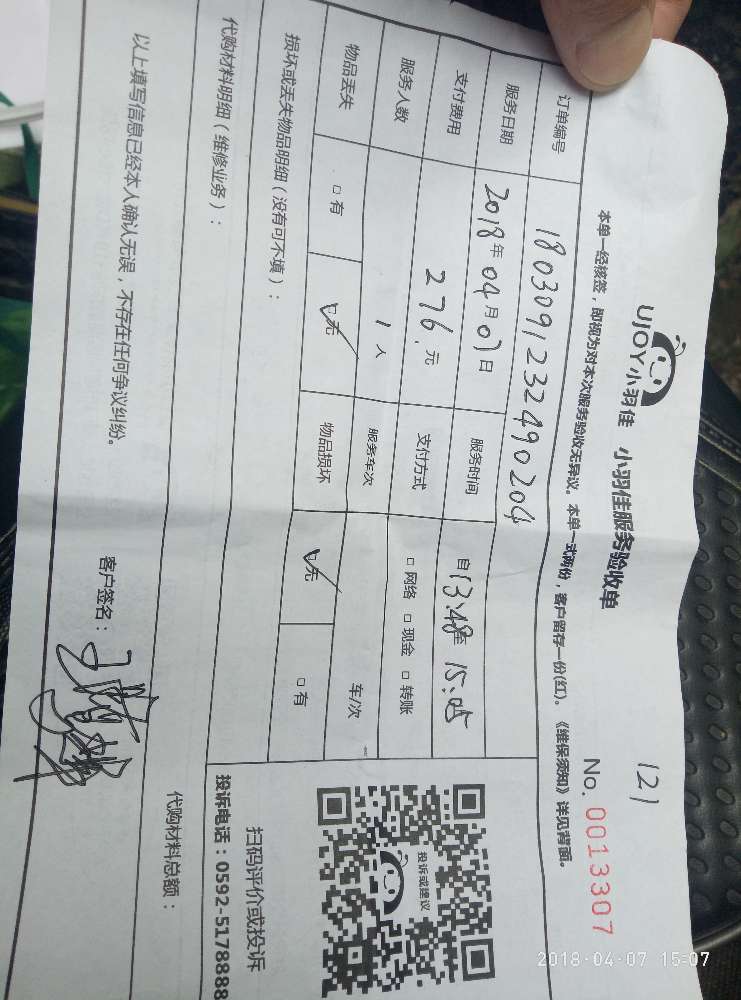 121
UJOY小羽佳 小羽佳服务验收单
No. 0013307
本单一经核签，即视为对本次服务验收无异议。本单一式两份，客户留存一份(红)。《维保须知》详见背面。
订单编号 1803091232490204
服务日期 2018年04月07日 服务时间 自13:48至15:05
支付费用 276.元 支付方式 □网络 □现金 □转账
服务人数 1人 服务车次 车/次
物品丢失 □有 ☑无 物品损坏 ☑无 □有
损坏或丢失物品明细（没有可不填）：
代购材料明细（维修业务）：
代购材料总额：
以上填写信息已经本人确认无误，不存在任何争议纠纷。
客户签名：
投诉或建议
扫码评价或投诉
投诉电话：0592-5178888
2018-04-07 15:07